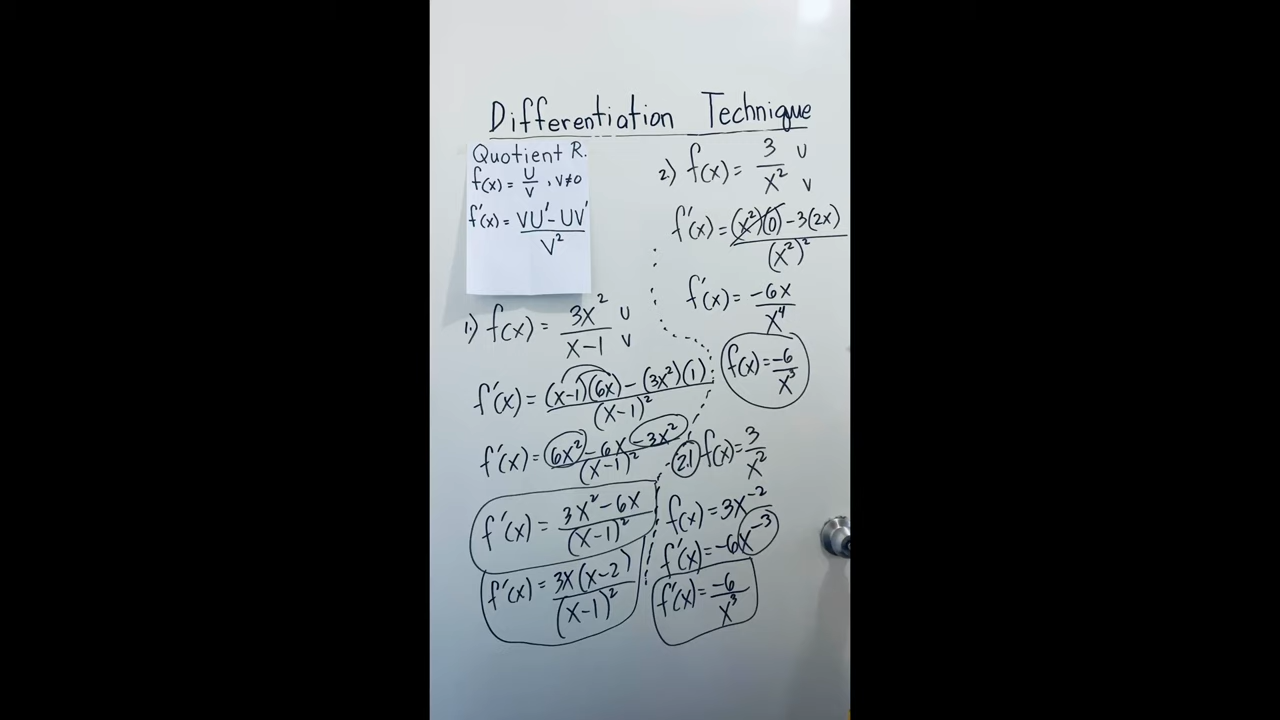 Differentiation Technique
Quotient R.
f(x) = U/V, V≠0
f'(x) = VU' - UV' / V²
1.) f(x) = 3x² / x-1 U V
f'(x) = (x-1)(6x) - (3x²)(1) / (x-1)²
f'(x) = 6x² - 6x - 3x² / (x-1)²
f'(x) = 3x² - 6x / (x-1)²
f'(x) = 3x(x-2) / (x-1)²
2.) f(x) = 3 / x² U V
f'(x) = (x²)(0) - 3(2x) / (x²)²
f'(x) = -6x / x⁴
f(x) = -6 / x³
2.1 f(x) = 3 / x²
f(x) = 3x⁻²
f'(x) = -6x⁻³
f'(x) = -6 / x³